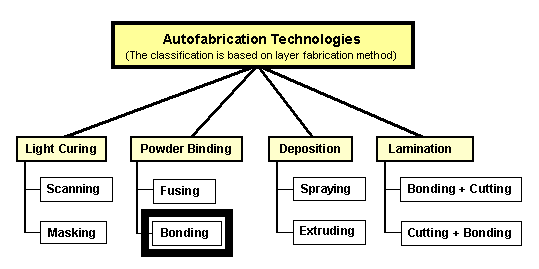 Autofabrication Technologies
(The classification is based on layer fabrication method)
Light Curing
Powder Binding
Deposition
Lamination
Scanning
Fusing
Spraying
Bonding + Cutting
Masking
Bonding
Extruding
Cutting + Bonding